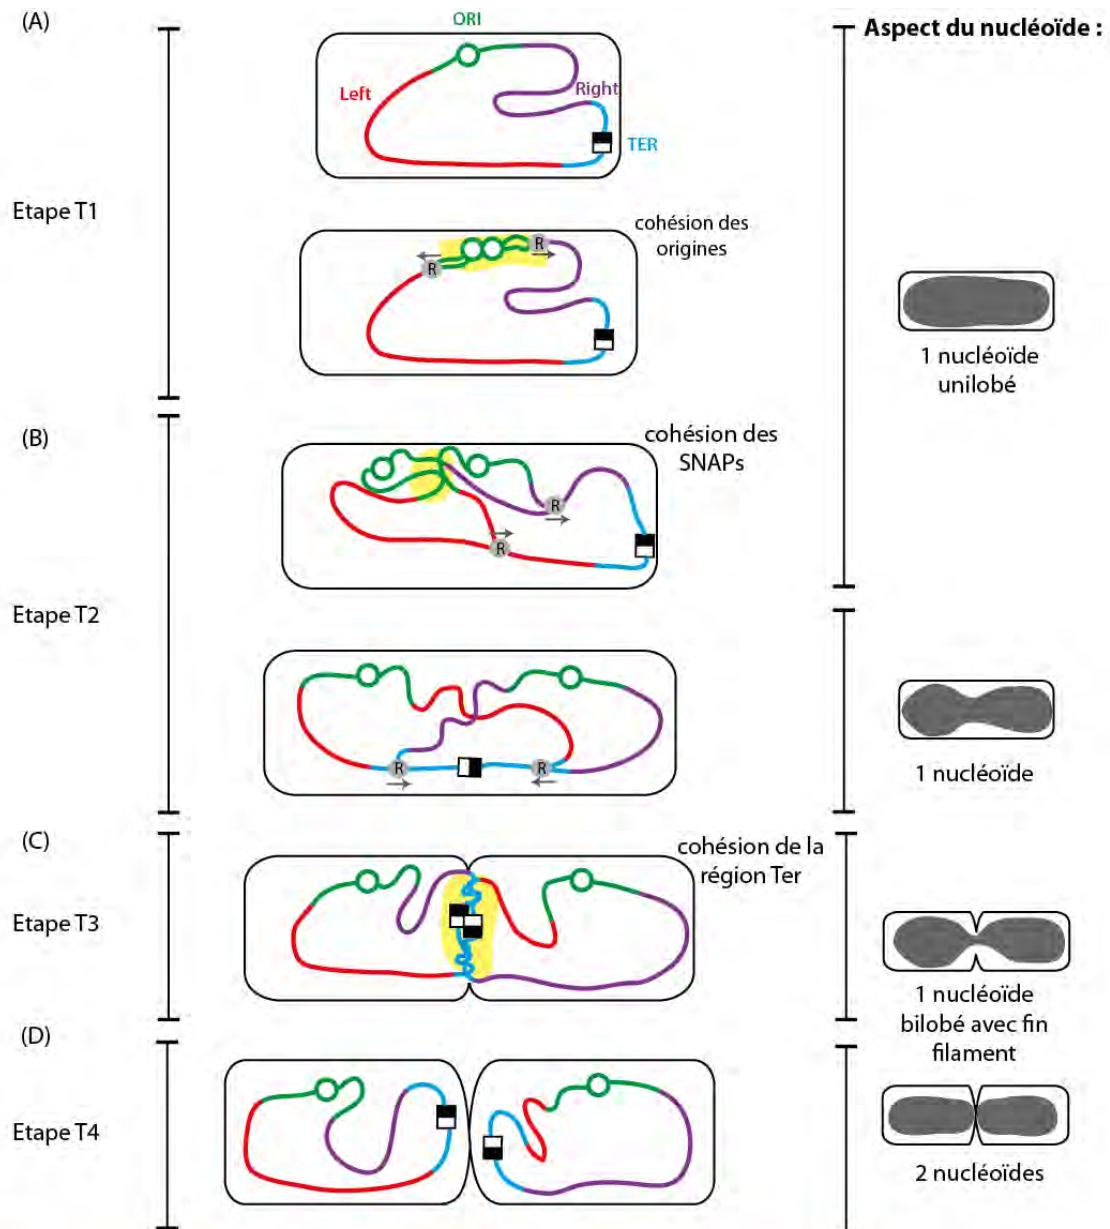 (A)
ORI
Aspect du nucléoïde :
Left
Right
TER
Etape T1
cohésion des
origines
R
R
1 nucléoïde
unilobé
(B)
cohésion des
SNAPs
R
R
Etape T2
R
R
1 nucléoïde
(C)
cohésion de la
région Ter
Etape T3
1 nucléoïde
bilobé avec fin
filament
(D)
Etape T4
2 nucléoïdes